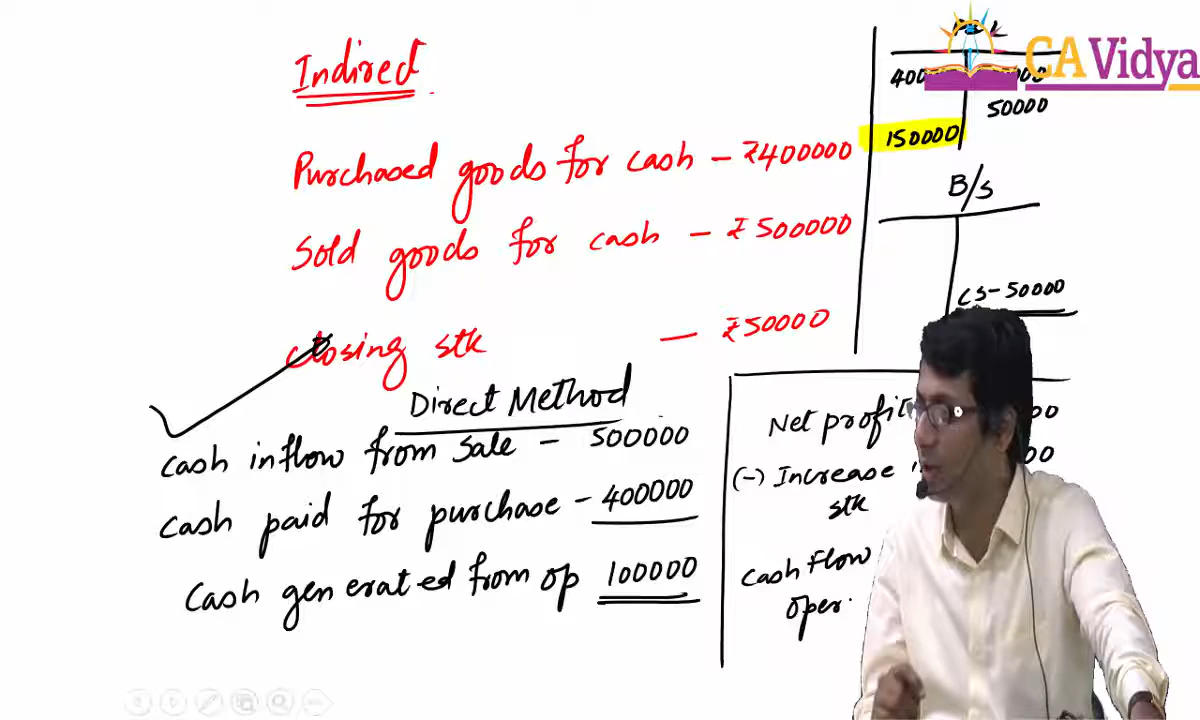 Indirect
Purchased goods for cash - ₹400000
Sold goods for cash - ₹500000
Closing stk - ₹50000
Direct Method
Cash inflow from sale - 500000
Cash paid for purchase - 400000
Cash generated from op 100000
CA Vidya
50000
150000
B/S
CS-50000
Net profit
(-) Increase
stk
Cash Flow
oper.